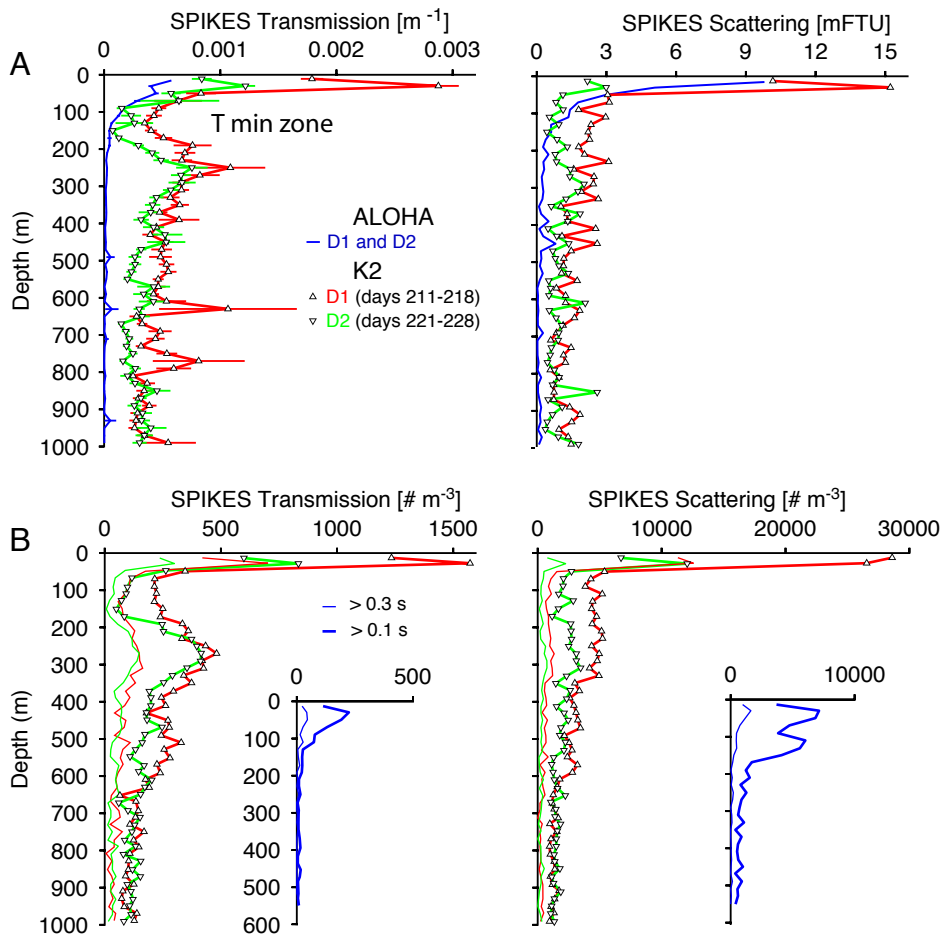 SPIKES Transmission [m -1]
SPIKES Scattering [mFTU]
A
0 0.001 0.002 0.003
0 3 6 9 12 15
0
100
200
300
400
500
600
700
800
900
1000
Depth (m)
T min zone
ALOHA
D1 and D2
K2
D1 (days 211-218)
D2 (days 221-228)
SPIKES Transmission [# m-3]
SPIKES Scattering [# m-3]
B
0 500 1000 1500
0 10000 20000 30000
0
100
200
300
400
500
600
700
800
900
1000
Depth (m)
> 0.3 s
> 0.1 s
0 500
0
100
200
300
400
500
600
0 10000